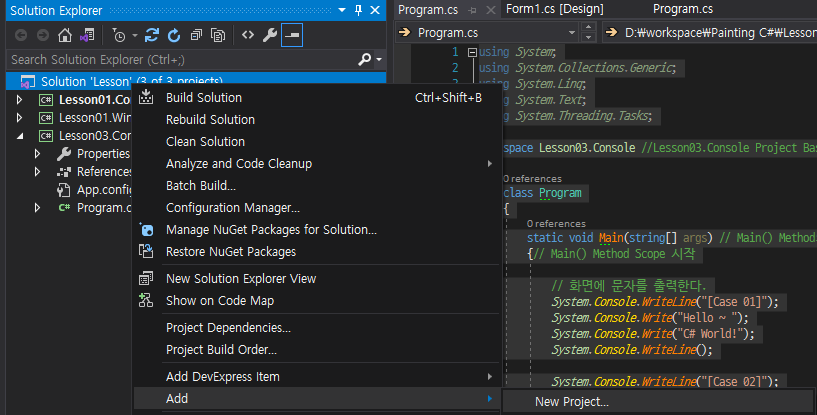 Solution Explorer
Search Solution Explorer (Ctrl+;)
Solution 'Lesson' (3 of 3 projects)
C# Lesson01.Co
C# Lesson01.Win
C# Lesson03.Con
Properties
References
App.config
C# Program.c
Build Solution Ctrl+Shift+B
Rebuild Solution
Clean Solution
Analyze and Code Cleanup
Batch Build...
Configuration Manager...
Manage NuGet Packages for Solution...
Restore NuGet Packages
New Solution Explorer View
Show on Code Map
Project Dependencies...
Project Build Order...
Add DevExpress Item
Add
New Project...
Program.cs Form1.cs [Design] Program.cs
Program.cs D:\workspace\Painting C#\Lesson
1 using System;
2 using System.Collections.Generic;
using System.Linq;
using System.Text;
using System.Threading.Tasks;
space Lesson03.Console //Lesson03.Console Project Bas
0 references
class Program
{
0 references
static void Main(string[] args) // Main() Method
{// Main() Method Scope 시작
// 화면에 문자를 출력한다.
System.Console.WriteLine("[Case 01]");
System.Console.Write("Hello ~ ");
System.Console.Write("C# World!");
System.Console.WriteLine();
System.Console.WriteLine("[Case 02]");